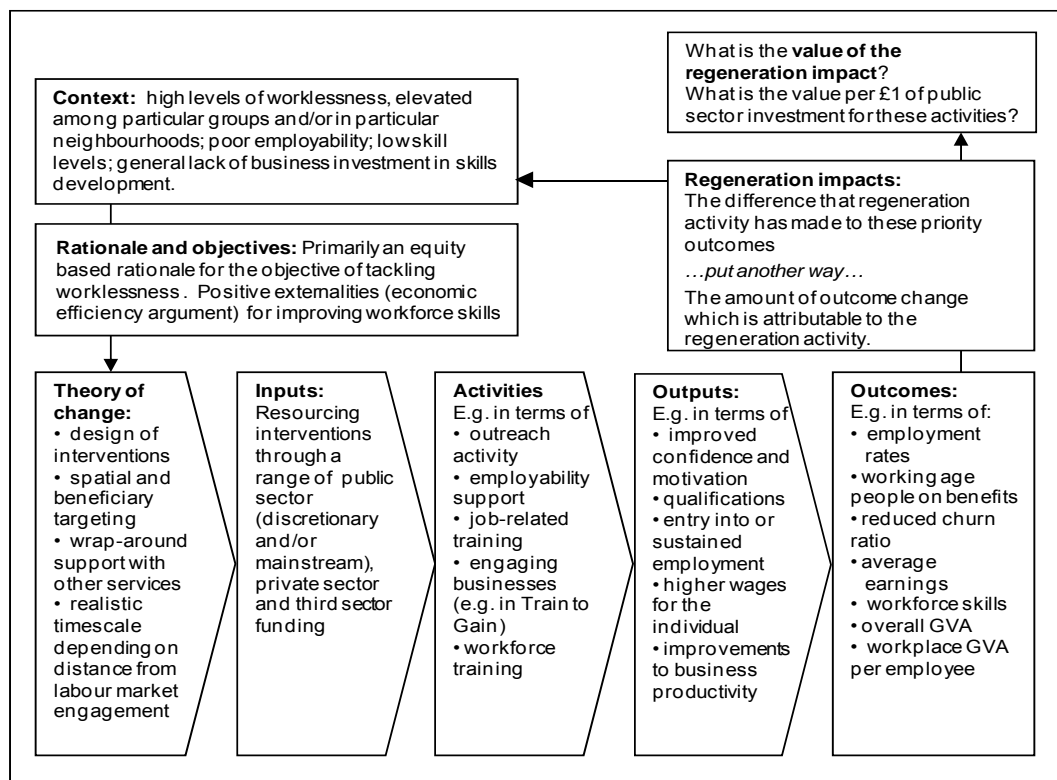 Context: high levels of worklessness, elevated
among particular groups and/or in particular
neighbourhoods; poor employability; low skill
levels; general lack of business investment in skills
development.
Rationale and objectives: Primarily an equity
based rationale for the objective of tackling
worklessness. Positive externalities (economic
efficiency argument) for improving workforce skills
What is the value of the
regeneration impact?
What is the value per £1 of public
sector investment for these activities?
Regeneration impacts:
The difference that regeneration
activity has made to these priority
outcomes
…put another way…
The amount of outcome change
which is attributable to the
regeneration activity.
Theory of
change:
• design of
interventions
• spatial and
beneficiary
targeting
• wrap-around
support with
other services
• realistic
timescale
depending on
distance from
labour market
engagement
Inputs:
Resourcing
interventions
through a
range of public
sector
(discretionary
and/or
mainstream),
private sector
and third sector
funding
Activities
E.g. in terms of
• outreach
activity
• employability
support
• job-related
training
• engaging
businesses
(e.g. in Train to
Gain)
• workforce
training
Outputs:
E.g. in terms of
• improved
confidence and
motivation
• qualifications
• entry into or
sustained
employment
• higher wages
for the
individual
• improvements
to business
productivity
Outcomes:
E.g. in terms of:
• employment
rates
• working age
people on benefits
• reduced churn
ratio
• average
earnings
• workforce skills
• overall GVA
• workplace GVA
per employee